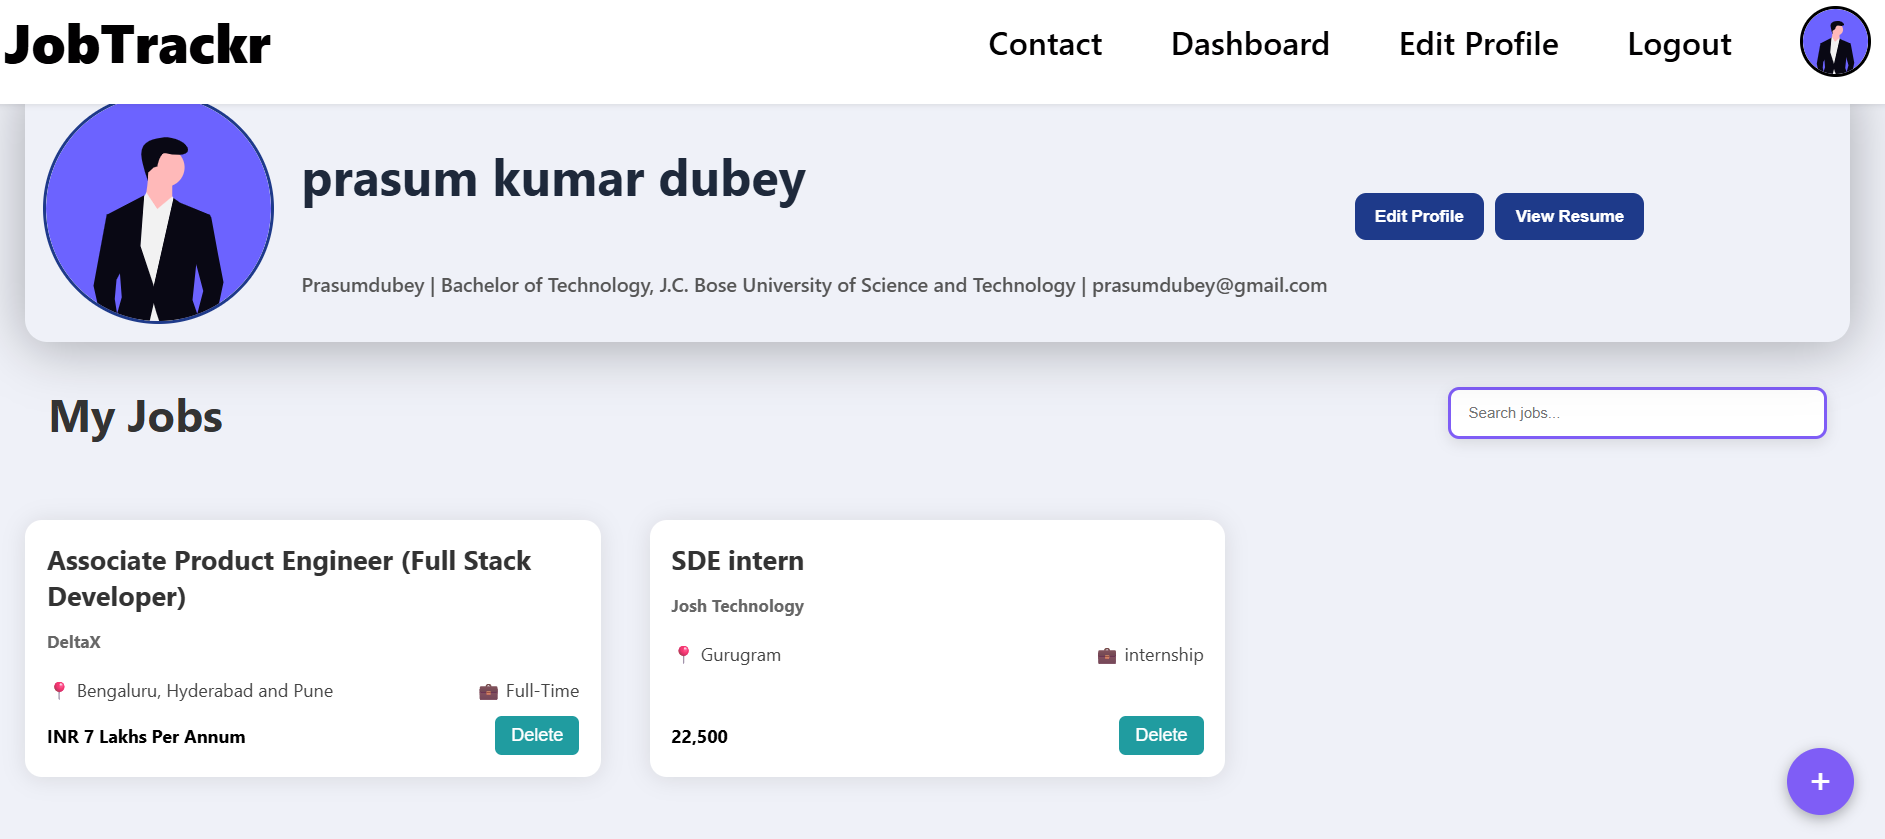 JobTrackr
Contact
Dashboard
Edit Profile
Logout
prasum kumar dubey
Edit Profile
View Resume
Prasumdubey | Bachelor of Technology, J.C. Bose University of Science and Technology | prasumdubey@gmail.com
My Jobs
Search jobs...
Associate Product Engineer (Full Stack
Developer)
DeltaX
Bengaluru, Hyderabad and Pune
Full-Time
INR 7 Lakhs Per Annum
Delete
SDE intern
Josh Technology
Gurugram
internship
22,500
Delete
+